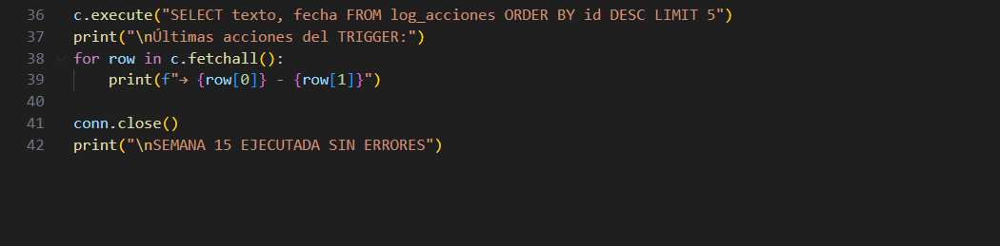 36 c.execute("SELECT texto, fecha FROM log_acciones ORDER BY id DESC LIMIT 5")
37 print("\nÚltimas acciones del TRIGGER:")
38 for row in c.fetchall():
39     print(f"→ {row[0]} - {row[1]}")
40
41 conn.close()
42 print("\nSEMANA 15 EJECUTADA SIN ERRORES")